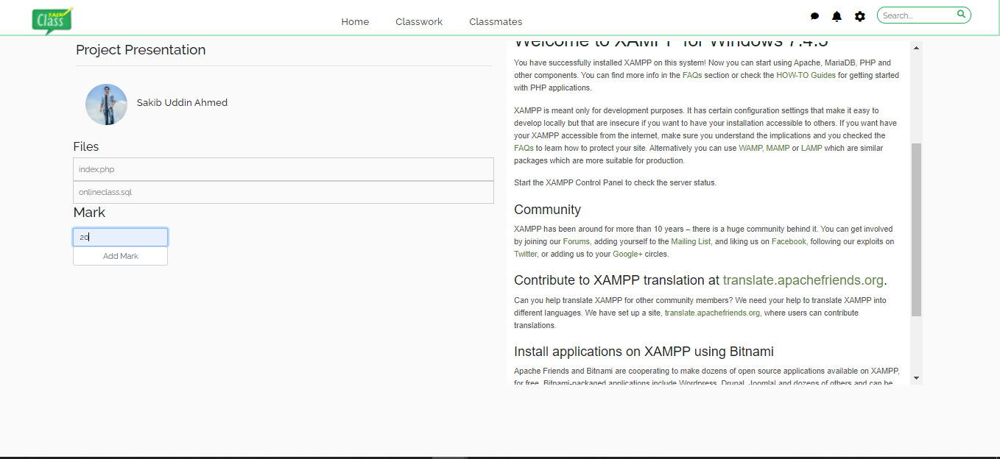 TALK
Class
Home
Classwork
Classmates
Search...
Project Presentation
Sakib Uddin Ahmed
Files
index.php
onlineclass.sql
Mark
20
Add Mark
Welcome to XAMPP for Windows 7.4.5
You have successfully installed XAMPP on this system! Now you can start using Apache, MariaDB, PHP and
other components. You can find more info in the FAQs section or check the HOW-TO Guides for getting started
with PHP applications.
XAMPP is meant only for development purposes. It has certain configuration settings that make it easy to
develop locally but that are insecure if you want to have your installation accessible to others. If you want have
your XAMPP accessible from the internet, make sure you understand the implications and you checked the
FAQs to learn how to protect your site. Alternatively you can use WAMP, MAMP or LAMP which are similar
packages which are more suitable for production.
Start the XAMPP Control Panel to check the server status.
Community
XAMPP has been around for more than 10 years – there is a huge community behind it. You can get involved
by joining our Forums, adding yourself to the Mailing List, and liking us on Facebook, following our exploits on
Twitter, or adding us to your Google+ circles.
Contribute to XAMPP translation at translate.apachefriends.org.
Can you help translate XAMPP for other community members? We need your help to translate XAMPP into
different languages. We have set up a site, translate.apachefriends.org, where users can contribute
translations.
Install applications on XAMPP using Bitnami
Apache Friends and Bitnami are cooperating to make dozens of open source applications available on XAMPP,
for free. Bitnami-packaged applications include Wordpress, Drupal, Joomla! and dozens of others and can be